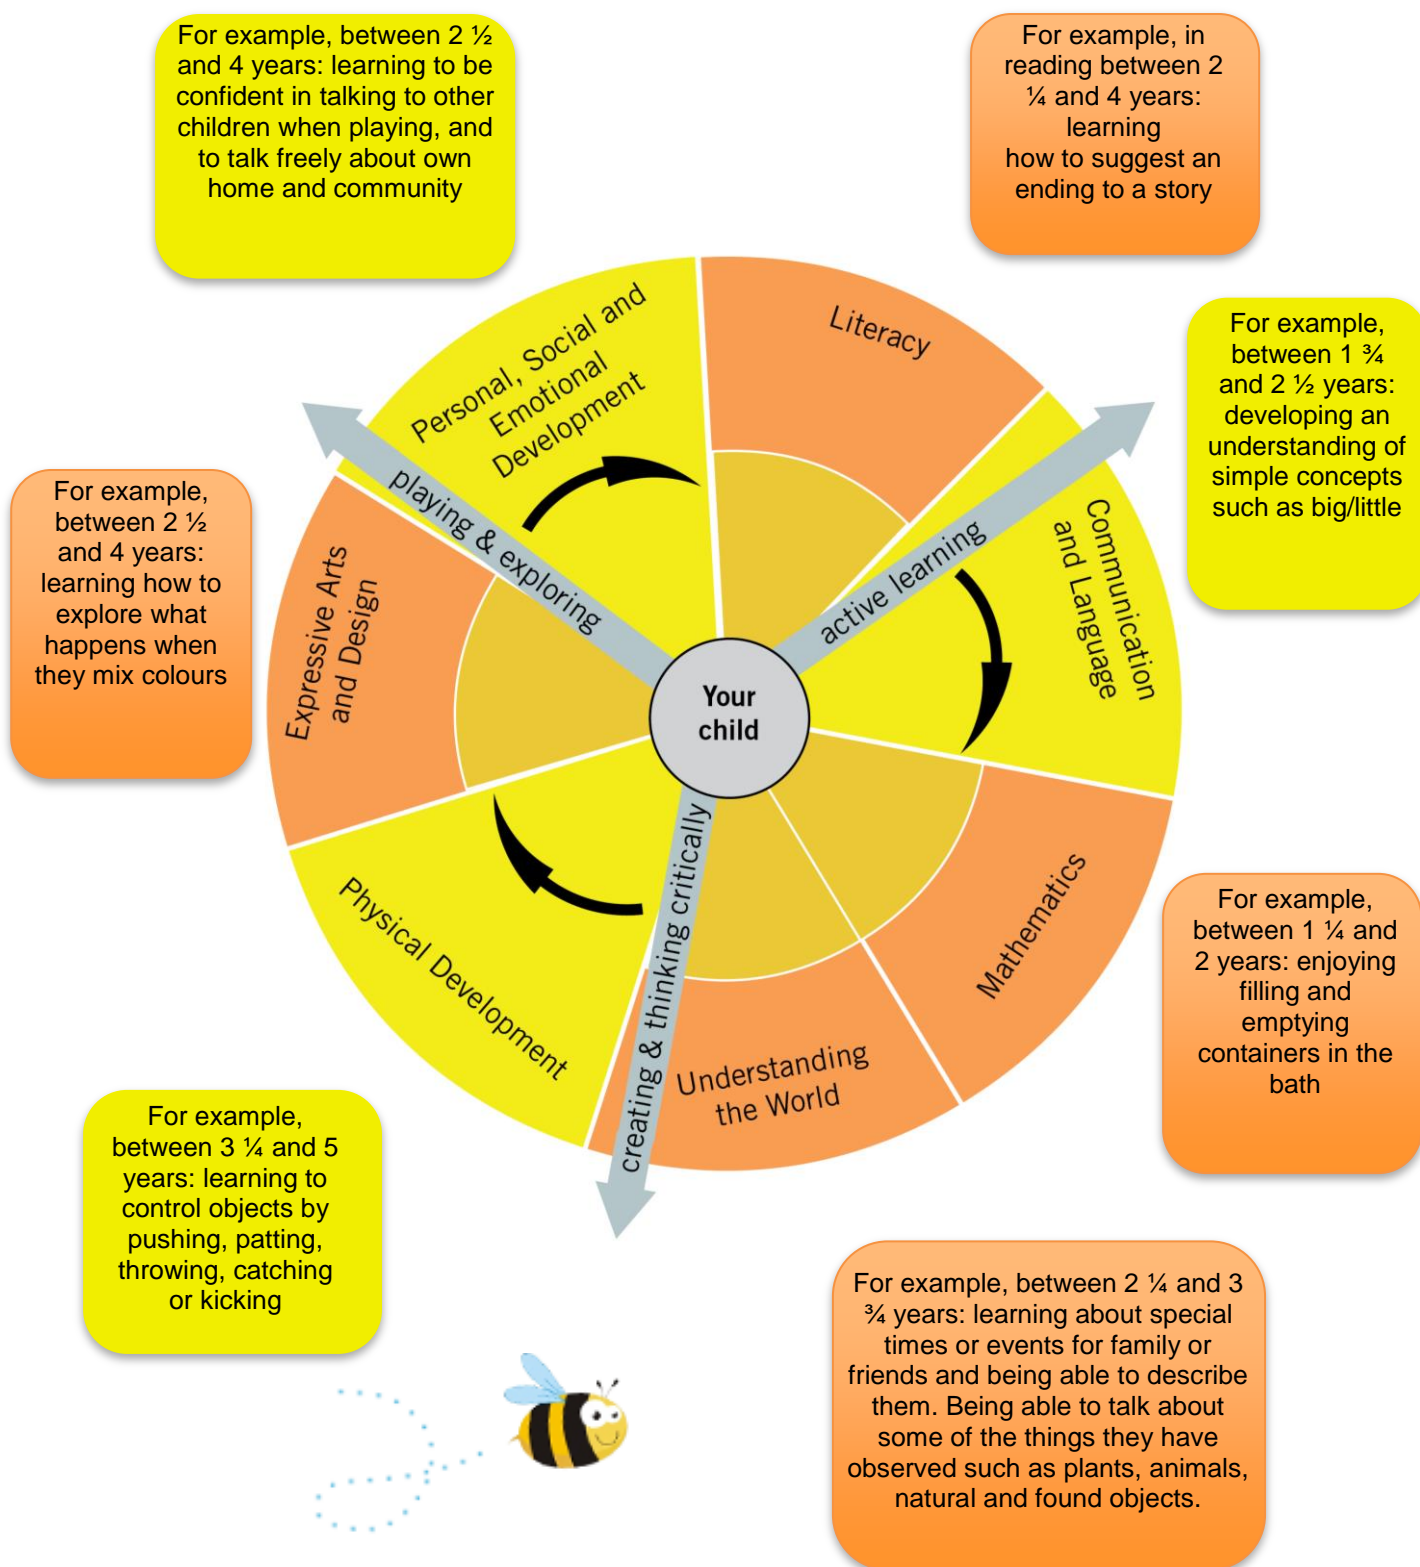 For example, between 2 ½
and 4 years: learning to be
confident in talking to other
children when playing, and
to talk freely about own
home and community
For example, in
reading between 2
¼ and 4 years:
learning
how to suggest an
ending to a story
For example,
between 1 ¾
and 2 ½ years:
developing an
understanding of
simple concepts
such as big/little
For example,
between 2 ½
and 4 years:
learning how to
explore what
happens when
they mix colours
Personal, Social and
Emotional
Development
Literacy
Communication
and Language
Expressive Arts
and Design
playing & exploring
active learning
Your
child
creating & thinking critically
Physical Development
Understanding
the World
Mathematics
For example,
between 1 ¼ and
2 years: enjoying
filling and
emptying
containers in the
bath
For example,
between 3 ¼ and 5
years: learning to
control objects by
pushing, patting,
throwing, catching
or kicking
For example, between 2 ¼ and 3
¾ years: learning about special
times or events for family or
friends and being able to describe
them. Being able to talk about
some of the things they have
observed such as plants, animals,
natural and found objects.